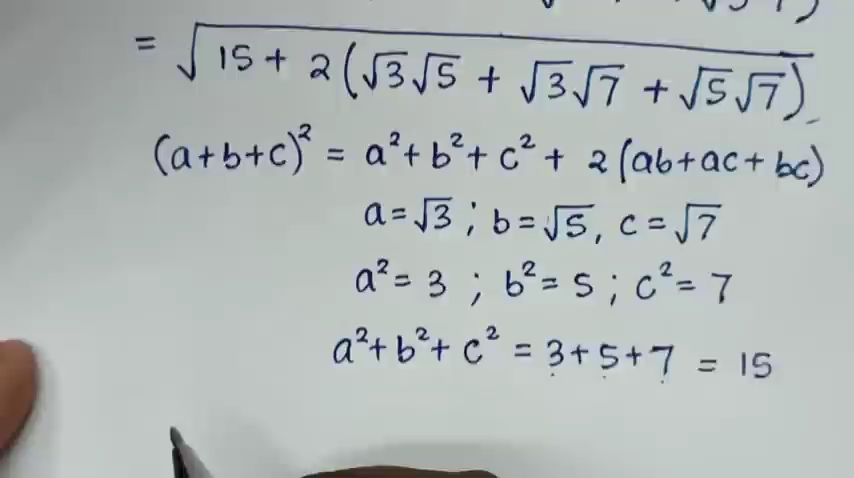 = √(15 + 2(√3√5 + √3√7 + √5√7))
(a+b+c)² = a²+b²+c² + 2(ab+ac+bc)
a=√3 ; b=√5, c=√7
a²= 3 ; b²= 5 ; c²= 7
a²+b²+c² = 3+5+7 = 15